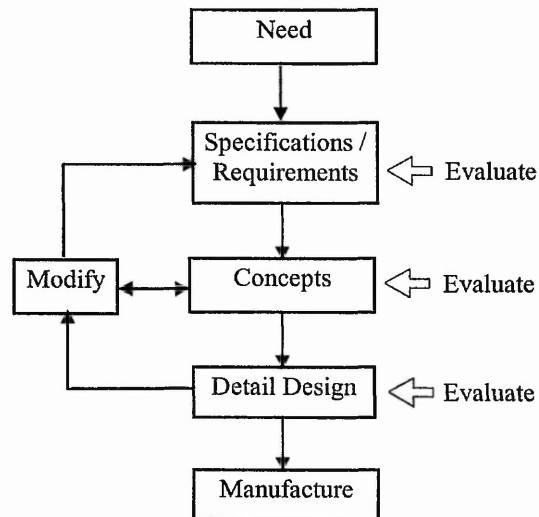 Need
Specifications /
Requirements
Evaluate
Modify
Concepts
Evaluate
Detail Design
Evaluate
Manufacture